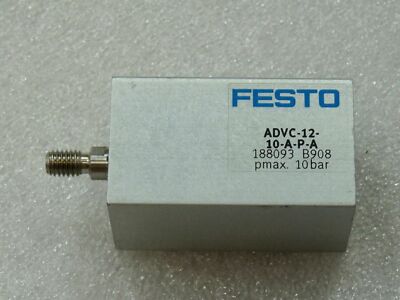 FESTO
ADVC-12-
10-A-P-A
188093 B908
pmax. 10bar